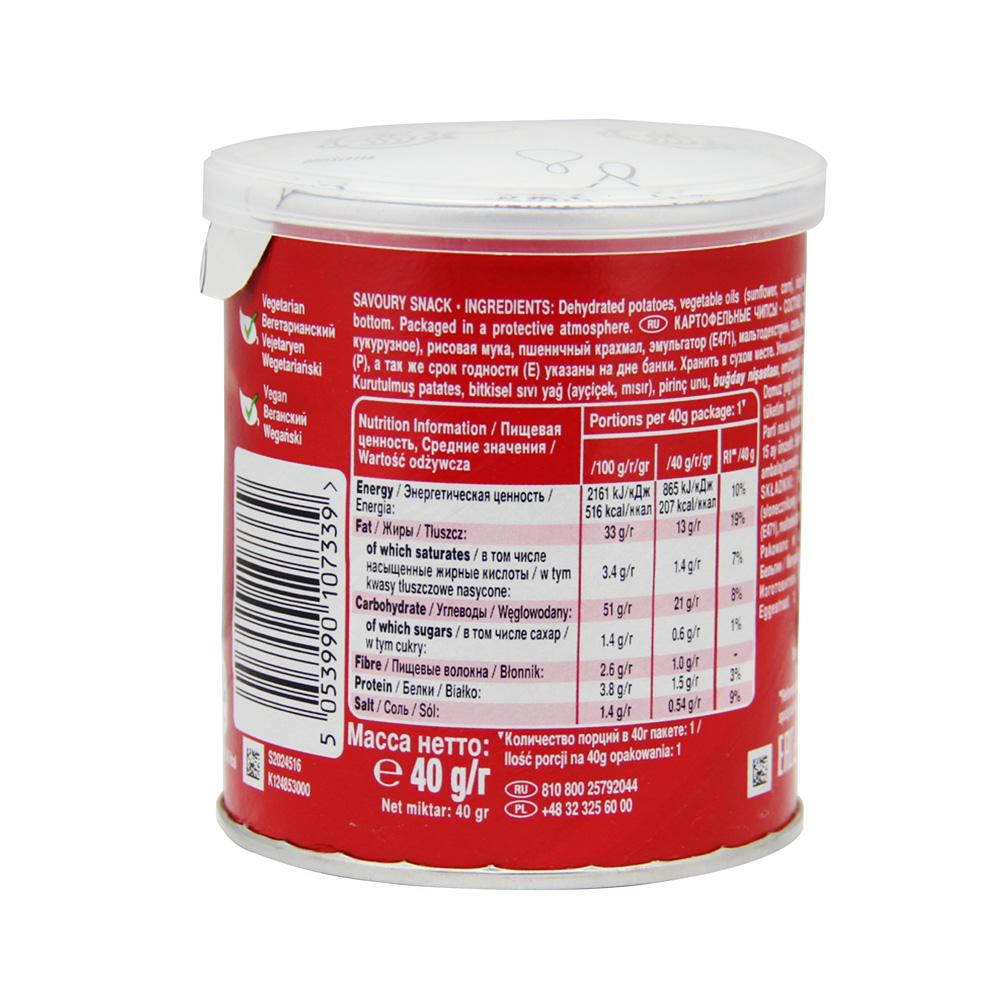 Vegetarian
Вегетарианский
Vejetaryen
Wegetariański
Vegan
Веганский
Wegański
SAVOURY SNACK • INGREDIENTS: Dehydrated potatoes, vegetable oils (sunflower, corn),
bottom. Packaged in a protective atmosphere. RU КАРТОФЕЛЬНЫЕ ЧИПСЫ - СОСТАВ:
кукурузное), рисовая мука, пшеничный крахмал, эмульгатор (E471), мальтодекстрин, соль.
(P), а так же срок годности (E) указаны на дне банки. Хранить в сухом месте.
Kurutulmuş patates, bitkisel sıvı yağ (ayçiçek, mısır), pirinç unu, buğday nişastası,
Nutrition Information / Пищевая
ценность, Средние значения /
Wartość odżywcza
Portions per 40g package: 1▼
/100 g/г/gr /40 g/г/gr RI** /40 g
Energy / Энергетическая ценность /
Energia:
2161 kJ/кДж 865 kJ/кДж 10%
516 kcal/ккал 207 kcal/ккал
Fat / Жиры / Tłuszcz: 33 g/г 13 g/г 19%
of which saturates / в том числе
насыщенные жирные кислоты / w tym
kwasy tłuszczowe nasycone:
3.4 g/г 1.4 g/г 7%
Carbohydrate / Углеводы / Węglowodany: 51 g/г 21 g/г 8%
of which sugars / в том числе сахар /
w tym cukry:
1.4 g/г 0.6 g/г 1%
Fibre / Пищевые волокна / Błonnik: 2.6 g/г 1.0 g/г -
Protein / Белки / Białko: 3.8 g/г 1.5 g/г 3%
Salt / Соль / Sól: 1.4 g/г 0.54 g/г 9%
5 053990 107339 >
S2024516
K124853000
Масса нетто:
℮ 40 g/г
Net miktar: 40 gr
▼Количество порций в 40г пакете: 1 /
Ilość porcji na 40g opakowania: 1
RU 810 800 25792044
PL +48 32 325 60 00